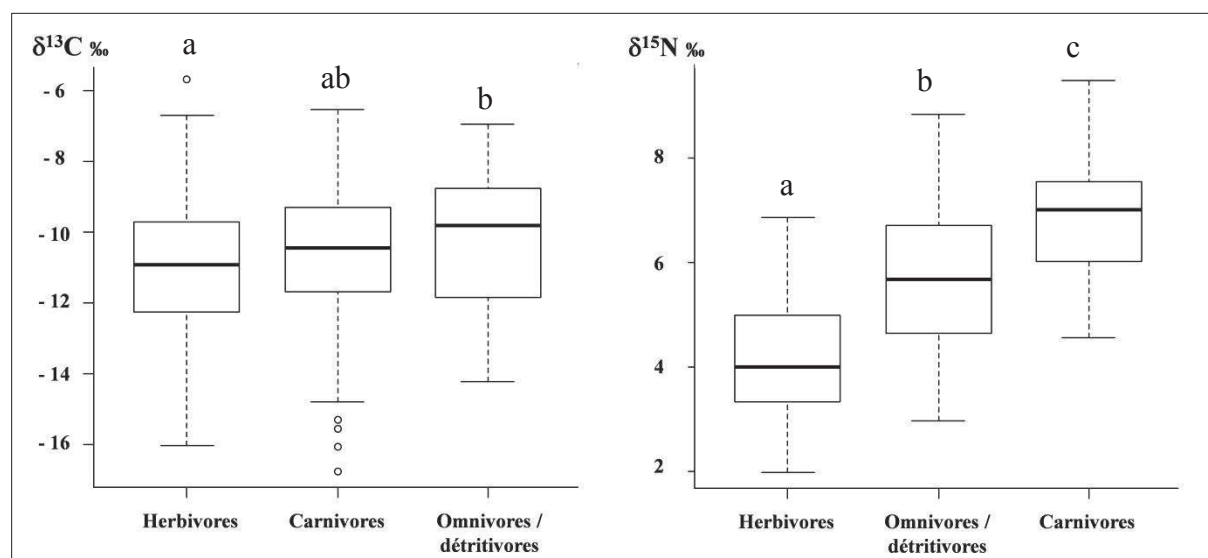 δ¹³C ‰
a
ab
b
- 6
- 8
- 10
- 12
- 14
- 16
Herbivores
Carnivores
Omnivores /
détritivores
δ¹⁵N ‰
a
b
c
8
6
4
2
Herbivores
Omnivores /
détritivores
Carnivores